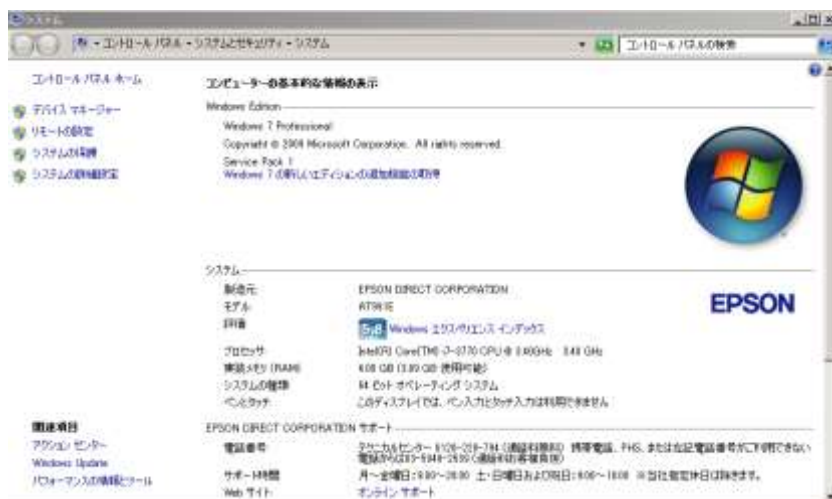 システム
コントロール パネル システムとセキュリティ システム
コントロール パネルの検索
コントロール パネル ホーム
デバイス マネージャー
リモートの設定
システムの保護
システムの詳細設定
コンピューターの基本的な情報の表示
Windows Edition
Windows 7 Professional
Copyright © 2009 Microsoft Corporation. All rights reserved.
Service Pack 1
Windows 7 の新しいエディションの追加機能の取得
システム
製造元: EPSON DIRECT CORPORATION
モデル
評価 Windows エクスペリエンス インデックス
プロセッサ Intel(R) Core(TM) i7-3770 CPU @ 3.40GHz 3.40 GHz
実装メモリ (RAM) 4.00 GB
システムの種類 64 ビット オペレーティング システム
ペンとタッチ このディスプレイでは、ペン入力とタッチ入力は利用できません
EPSON
EPSON DIRECT CORPORATION サポート
電話番号
サポート時間
Web サイト オンライン サポート
関連項目
アクション センター
Windows Update
パフォーマンスの情報とツール